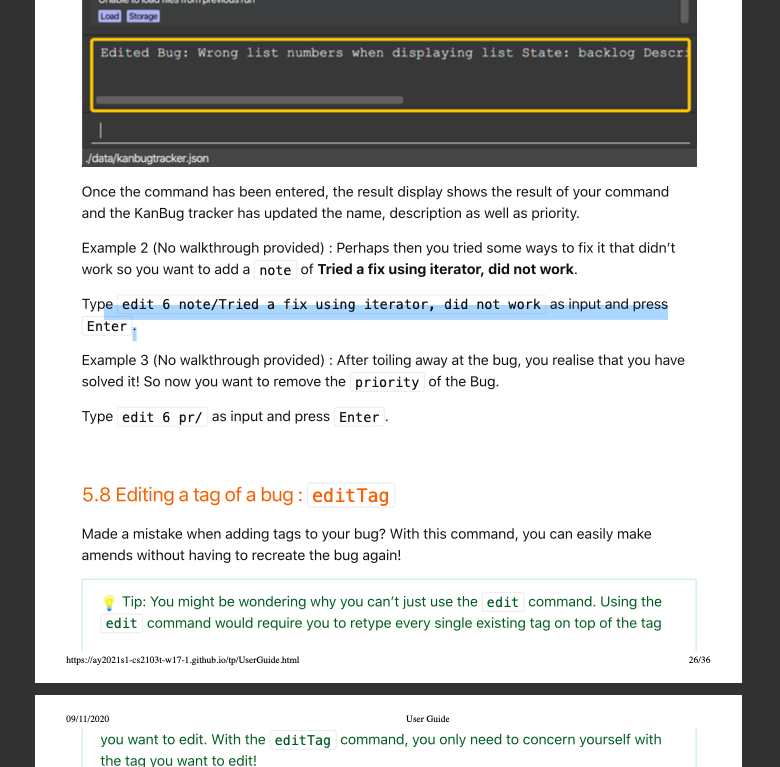 Unable to load files from previous run
Load Storage
Edited Bug: Wrong list numbers when displaying list State: backlog Descri
./data/kanbugtracker.json
Once the command has been entered, the result display shows the result of your command
and the KanBug tracker has updated the name, description as well as priority.
Example 2 (No walkthrough provided) : Perhaps then you tried some ways to fix it that didn’t
work so you want to add a note of Tried a fix using iterator, did not work.
Type edit 6 note/Tried a fix using iterator, did not work as input and press
Enter.
Example 3 (No walkthrough provided) : After toiling away at the bug, you realise that you have
solved it! So now you want to remove the priority of the Bug.
Type edit 6 pr/ as input and press Enter.
5.8 Editing a tag of a bug : editTag
Made a mistake when adding tags to your bug? With this command, you can easily make
amends without having to recreate the bug again!
💡 Tip: You might be wondering why you can’t just use the edit command. Using the
edit command would require you to retype every single existing tag on top of the tag
https://ay2021s1-cs2103t-w17-1.github.io/tp/UserGuide.html 26/36
09/11/2020 User Guide
you want to edit. With the editTag command, you only need to concern yourself with
the tag you want to edit!